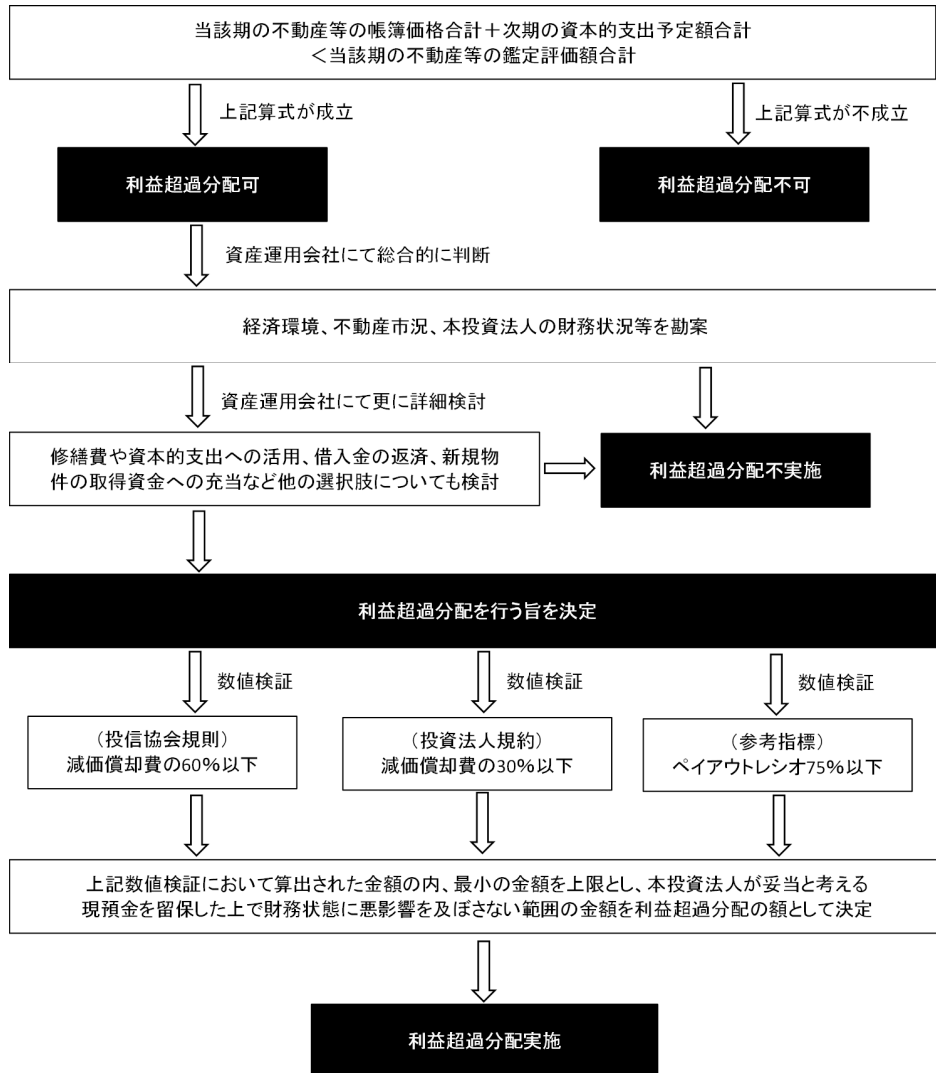 当該期の不動産等の帳簿価格合計＋次期の資本的支出予定額合計
＜当該期の不動産等の鑑定評価額合計
上記算式が成立
上記算式が不成立
利益超過分配可
利益超過分配不可
資産運用会社にて総合的に判断
経済環境、不動産市況、本投資法人の財務状況等を勘案
資産運用会社にて更に詳細検討
修繕費や資本的支出への活用、借入金の返済、新規物
件の取得資金への充当など他の選択肢についても検討
利益超過分配不実施
利益超過分配を行う旨を決定
数値検証
数値検証
数値検証
（投信協会規則）
減価償却費の60％以下
（投資法人規約）
減価償却費の30％以下
（参考指標）
ペイアウトレシオ75％以下
上記数値検証において算出された金額の内、最小の金額を上限とし、本投資法人が妥当と考える
現預金を留保した上で財務状態に悪影響を及ぼさない範囲の金額を利益超過分配の額として決定
利益超過分配実施